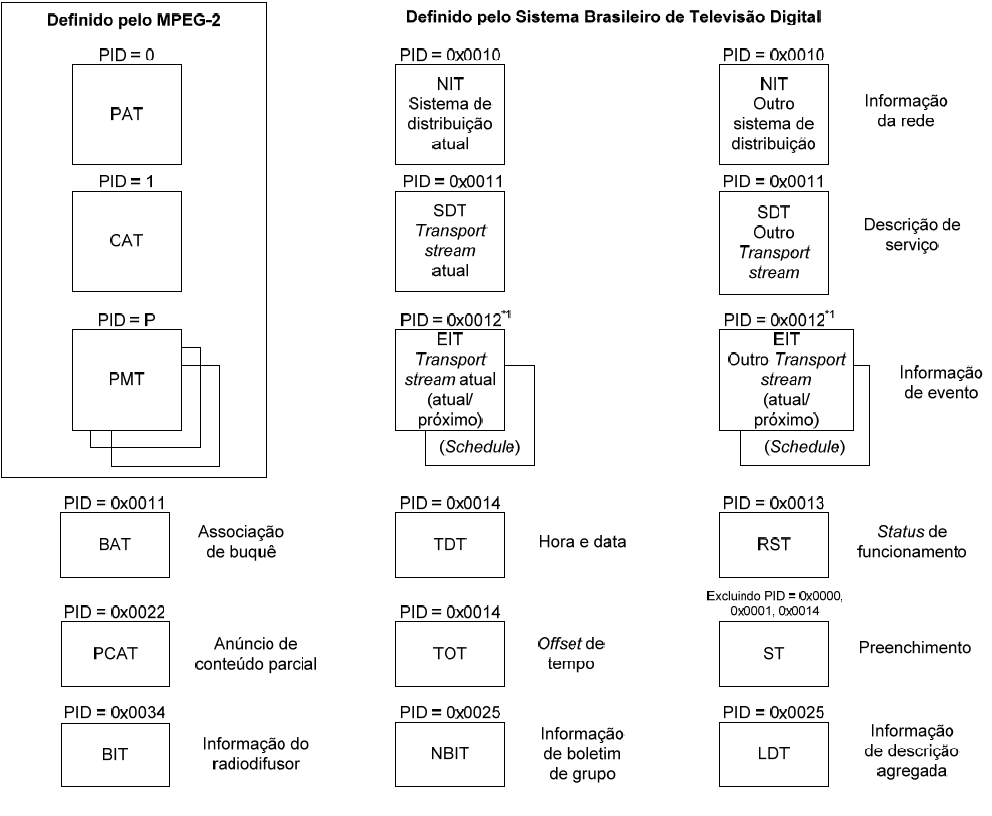 Definido pelo MPEG-2
Definido pelo Sistema Brasileiro de Televisão Digital
PID = 0
PAT
PID = 0x0010
NIT
Sistema de
distribuição
atual
PID = 0x0010
NIT
Outro
sistema de
distribuição
Informação
da rede
PID = 1
CAT
PID = 0x0011
SDT
Transport
stream
atual
PID = 0x0011
SDT
Outro
Transport
stream
Descrição de
serviço
PID = P
PMT
PID = 0x0012*1
EIT
Transport
stream atual
(atual/
próximo)
(Schedule)
PID = 0x0012*1
EIT
Outro Transport
stream
(atual/
próximo)
(Schedule)
Informação
de evento
PID = 0x0011
BAT
Associação
de buquê
PID = 0x0014
TDT
Hora e data
PID = 0x0013
RST
Status de
funcionamento
PID = 0x0022
PCAT
Anúncio de
conteúdo parcial
PID = 0x0014
TOT
Offset de
tempo
Excluindo PID = 0x0000,
0x0001, 0x0014
ST
Preenchimento
PID = 0x0034
BIT
Informação do
radiodifusor
PID = 0x0025
NBIT
Informação
de boletim
de grupo
PID = 0x0025
LDT
Informação
de descrição
agregada